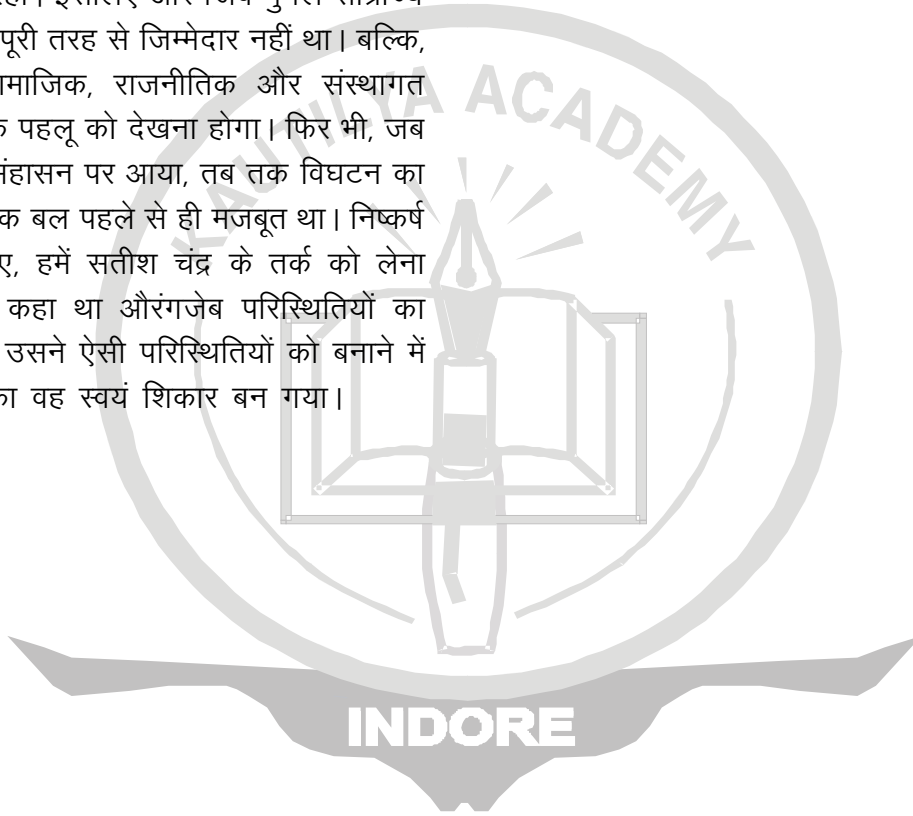 पूरी तरह से जिम्मेदार नहीं था। बल्कि,
राजनीतिक और संस्थागत
पहलू को देखना होगा। फिर भी, जब
पर आया, तब तक विघटन का
बल पहले से ही मजबूत था। निष्कर्ष
हमें सतीश चंद्र के तर्क को लेना
कहा था औरंगजेब परिस्थितियों का
उसने ऐसी परिस्थितियों को बनाने में
वह स्वयं शिकार बन गया।
KAUTILYA ACADEMY
INDORE